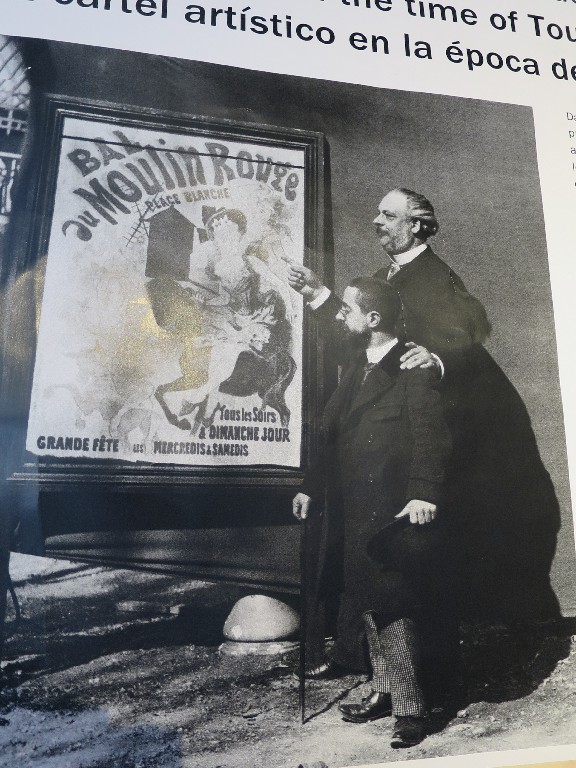 the time of Tou
cartel artístico en la época de
BAL
AU MOULIN ROUGE
PLACE BLANCHE
TOUS LES SOIRS
& DIMANCHE JOUR
GRANDE FÊTE LES MERCREDIS & SAMEDIS